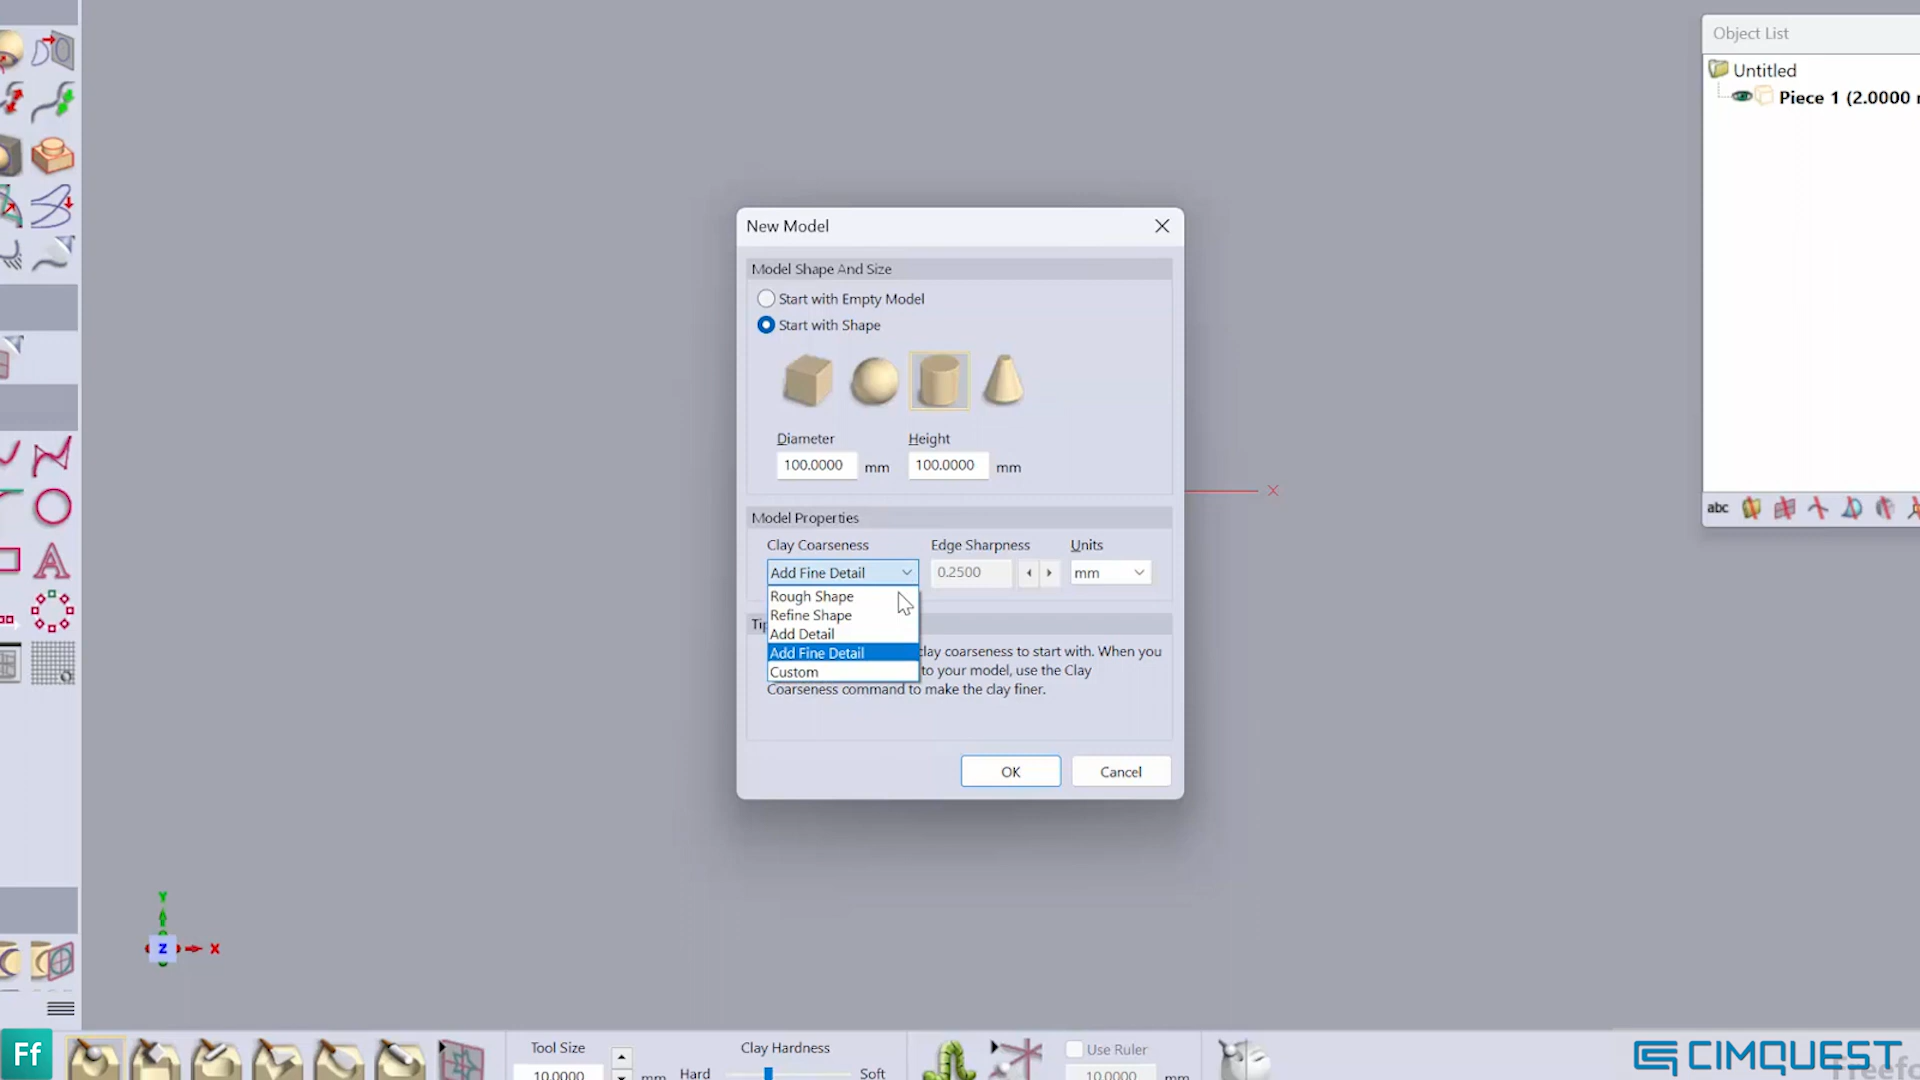 Object List
Untitled
Piece 1 (2.0000
New Model
Model Shape And Size
Start with Empty Model
Start with Shape
Diameter
Height
100.0000 mm
100.0000 mm
X
Model Properties
Clay Coarseness
Edge Sharpness
Units
Add Fine Detail
0.2500
mm
Rough Shape
Refine Shape
Add Detail
Add Fine Detail
Custom
Tip
clay coarseness to start with. When you
to your model, use the Clay
Coarseness command to make the clay finer.
OK
Cancel
abc
Y
Z
X
Ff
Tool Size
10.0000 mm
Clay Hardness
Hard
Soft
Use Ruler
10.0000 mm
CIMQUEST